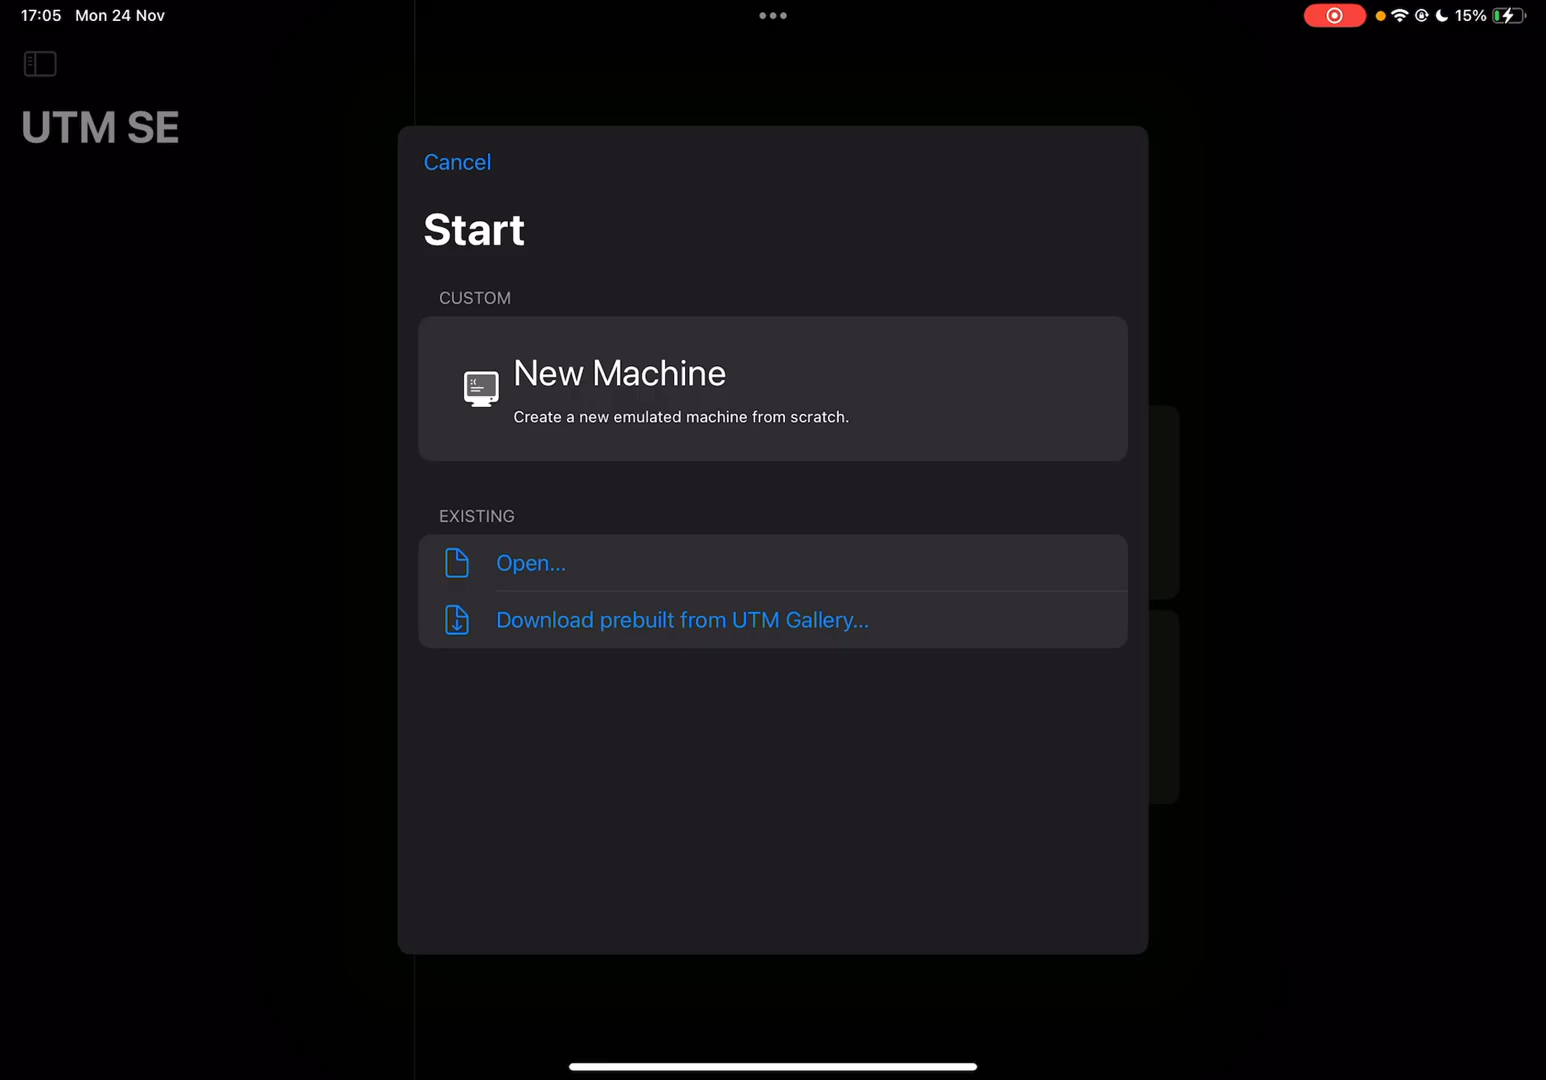 17:05 Mon 24 Nov
15%
UTM SE
Cancel
Start
CUSTOM
New Machine
Create a new emulated machine from scratch.
EXISTING
Open...
Download prebuilt from UTM Gallery...